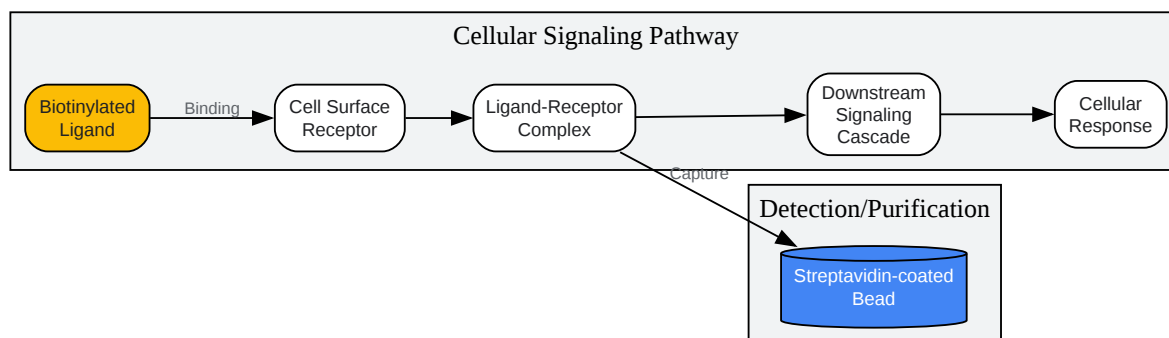 Cellular Signaling Pathway
Biotinylated
Ligand
Binding
Cell Surface
Receptor
Ligand-Receptor
Complex
Downstream
Signaling
Cascade
Cellular
Response
Capture
Detection/Purification
Streptavidin-coated
Bead